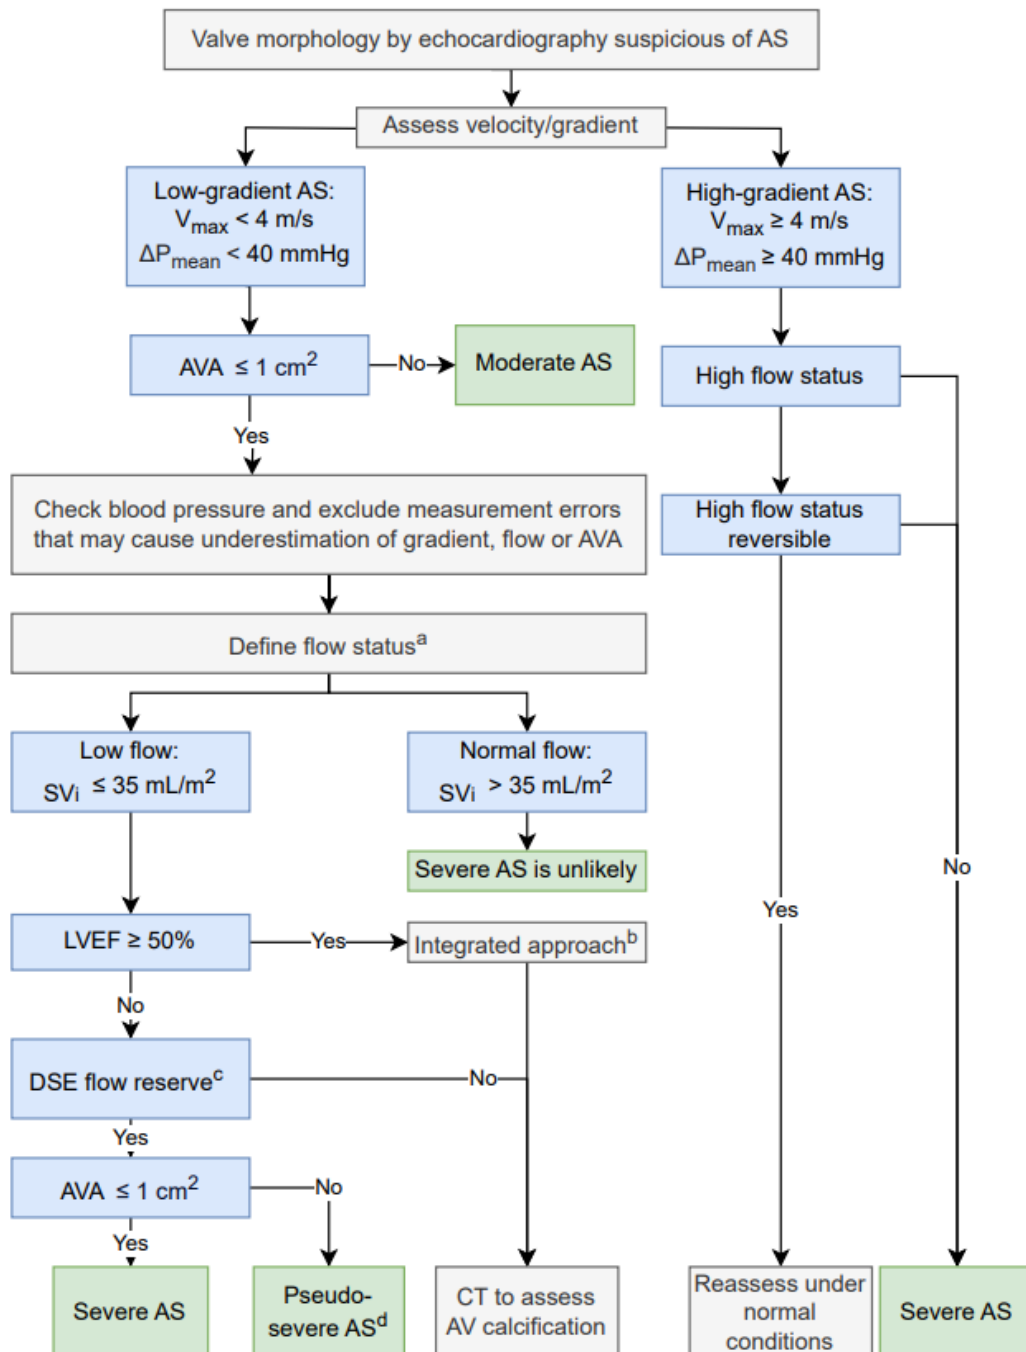 Valve morphology by echocardiography suspicious of AS
Assess velocity/gradient
Low-gradient AS:
Vmax < 4 m/s
ΔPmean < 40 mmHg
High-gradient AS:
Vmax ≥ 4 m/s
ΔPmean ≥ 40 mmHg
AVA ≤ 1 cm²
No
Moderate AS
High flow status
Yes
Check blood pressure and exclude measurement errors
that may cause underestimation of gradient, flow or AVA
High flow status
reversible
Define flow statusᵃ
Low flow:
SVi ≤ 35 mL/m²
Normal flow:
SVi > 35 mL/m²
Severe AS is unlikely
No
Yes
LVEF ≥ 50%
Yes
Integrated approachᵇ
No
DSE flow reserveᶜ
No
Yes
AVA ≤ 1 cm²
No
Yes
Severe AS
Pseudo-
severe ASᵈ
CT to assess
AV calcification
Reassess under
normal
conditions
Severe AS